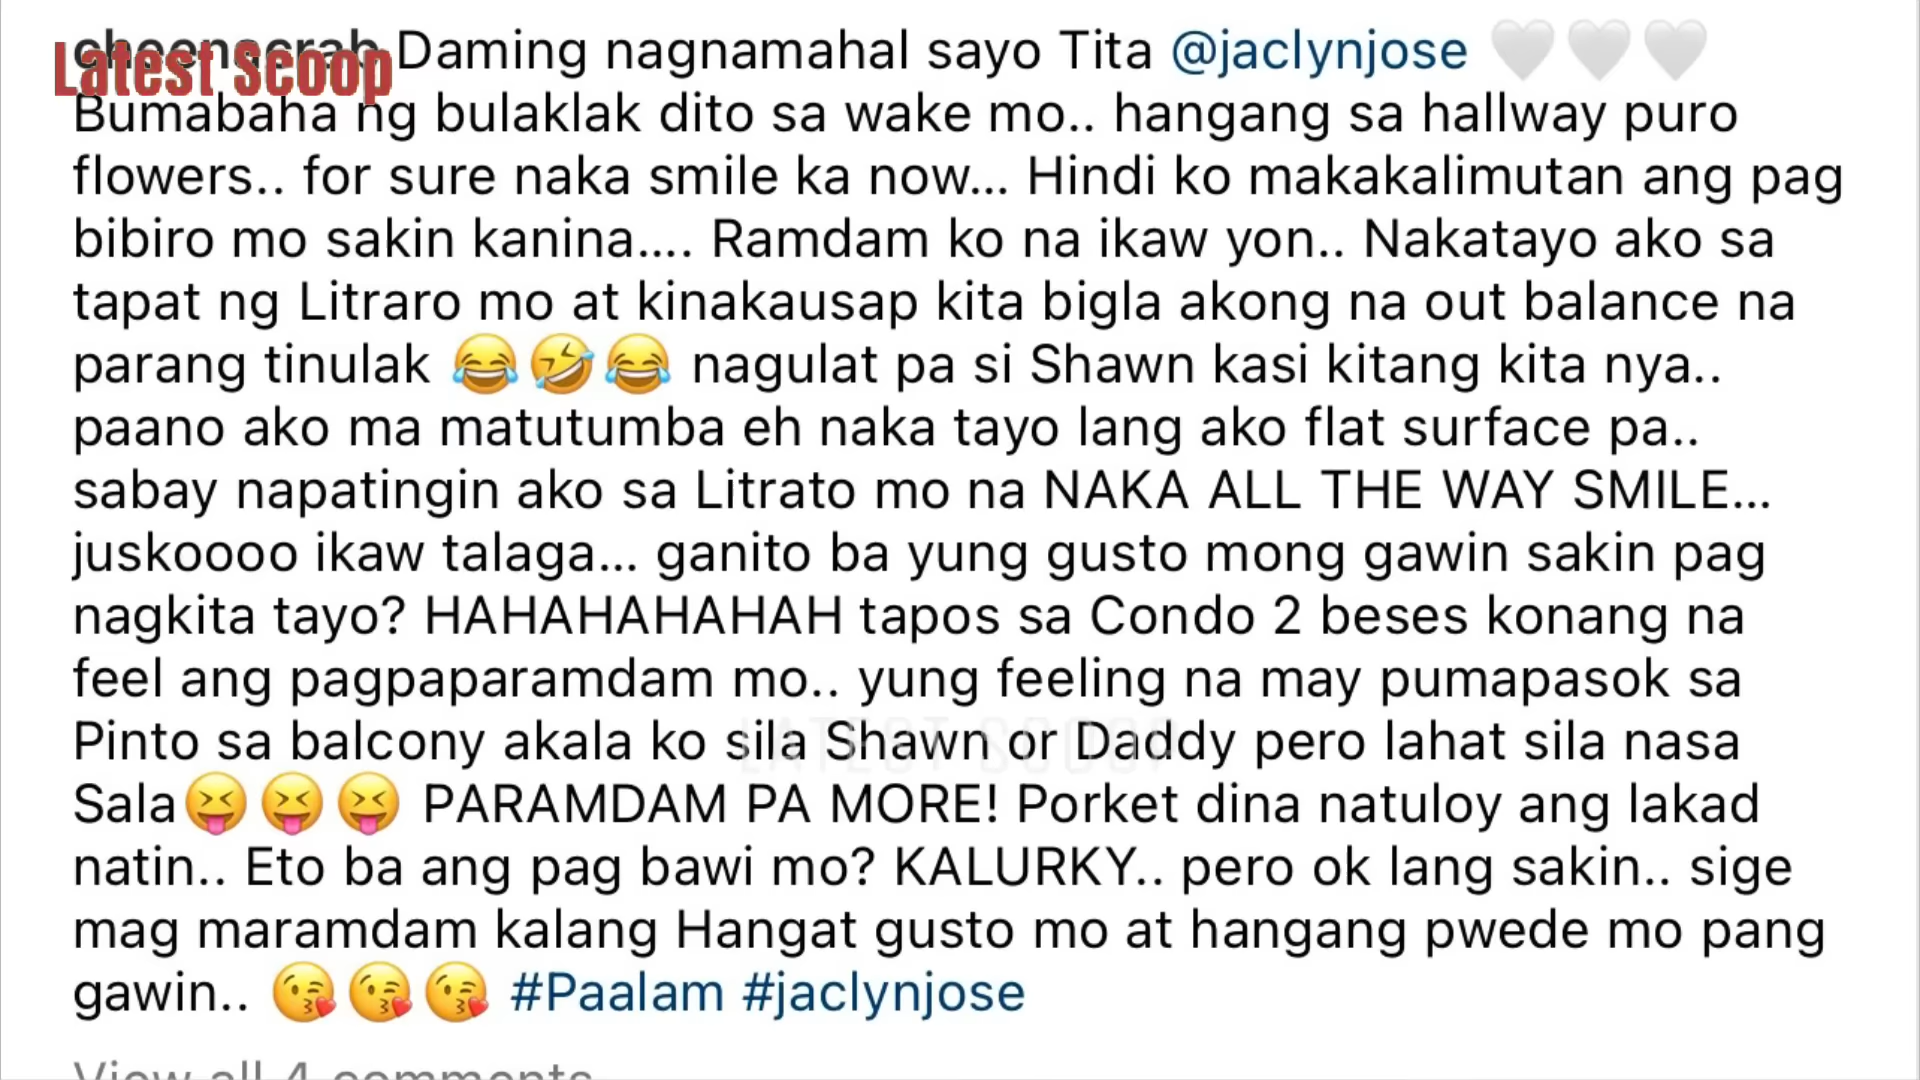 Latest Scoop
Daming nagnamahal sayo Tita @jaclynjose 🤍🤍🤍
Bumabaha ng bulaklak dito sa wake mo.. hangang sa hallway puro
flowers.. for sure naka smile ka now... Hindi ko makakalimutan ang pag
bibiro mo sakin kanina.... Ramdam ko na ikaw yon.. Nakatayo ako sa
tapat ng Litraro mo at kinakausap kita bigla akong na out balance na
parang tinulak 😂🤣😂 nagulat pa si Shawn kasi kitang kita nya..
paano ako ma matutumba eh naka tayo lang ako flat surface pa..
sabay napatingin ako sa Litrato mo na NAKA ALL THE WAY SMILE...
juskoooo ikaw talaga... ganito ba yung gusto mong gawin sakin pag
nagkita tayo? HAHAHAHAHAH tapos sa Condo 2 beses konang na
feel ang pagpaparamdam mo.. yung feeling na may pumapasok sa
Pinto sa balcony akala ko sila Shawn or Daddy pero lahat sila nasa
LATEST SCOOP
Sala😝😝😝 PARAMDAM PA MORE! Porket dina natuloy ang lakad
natin.. Eto ba ang pag bawi mo? KALURKY.. pero ok lang sakin.. sige
mag maramdam kalang Hangat gusto mo at hangang pwede mo pang
gawin.. 😘😘😘 #Paalam #jaclynjose
View all 4 comments